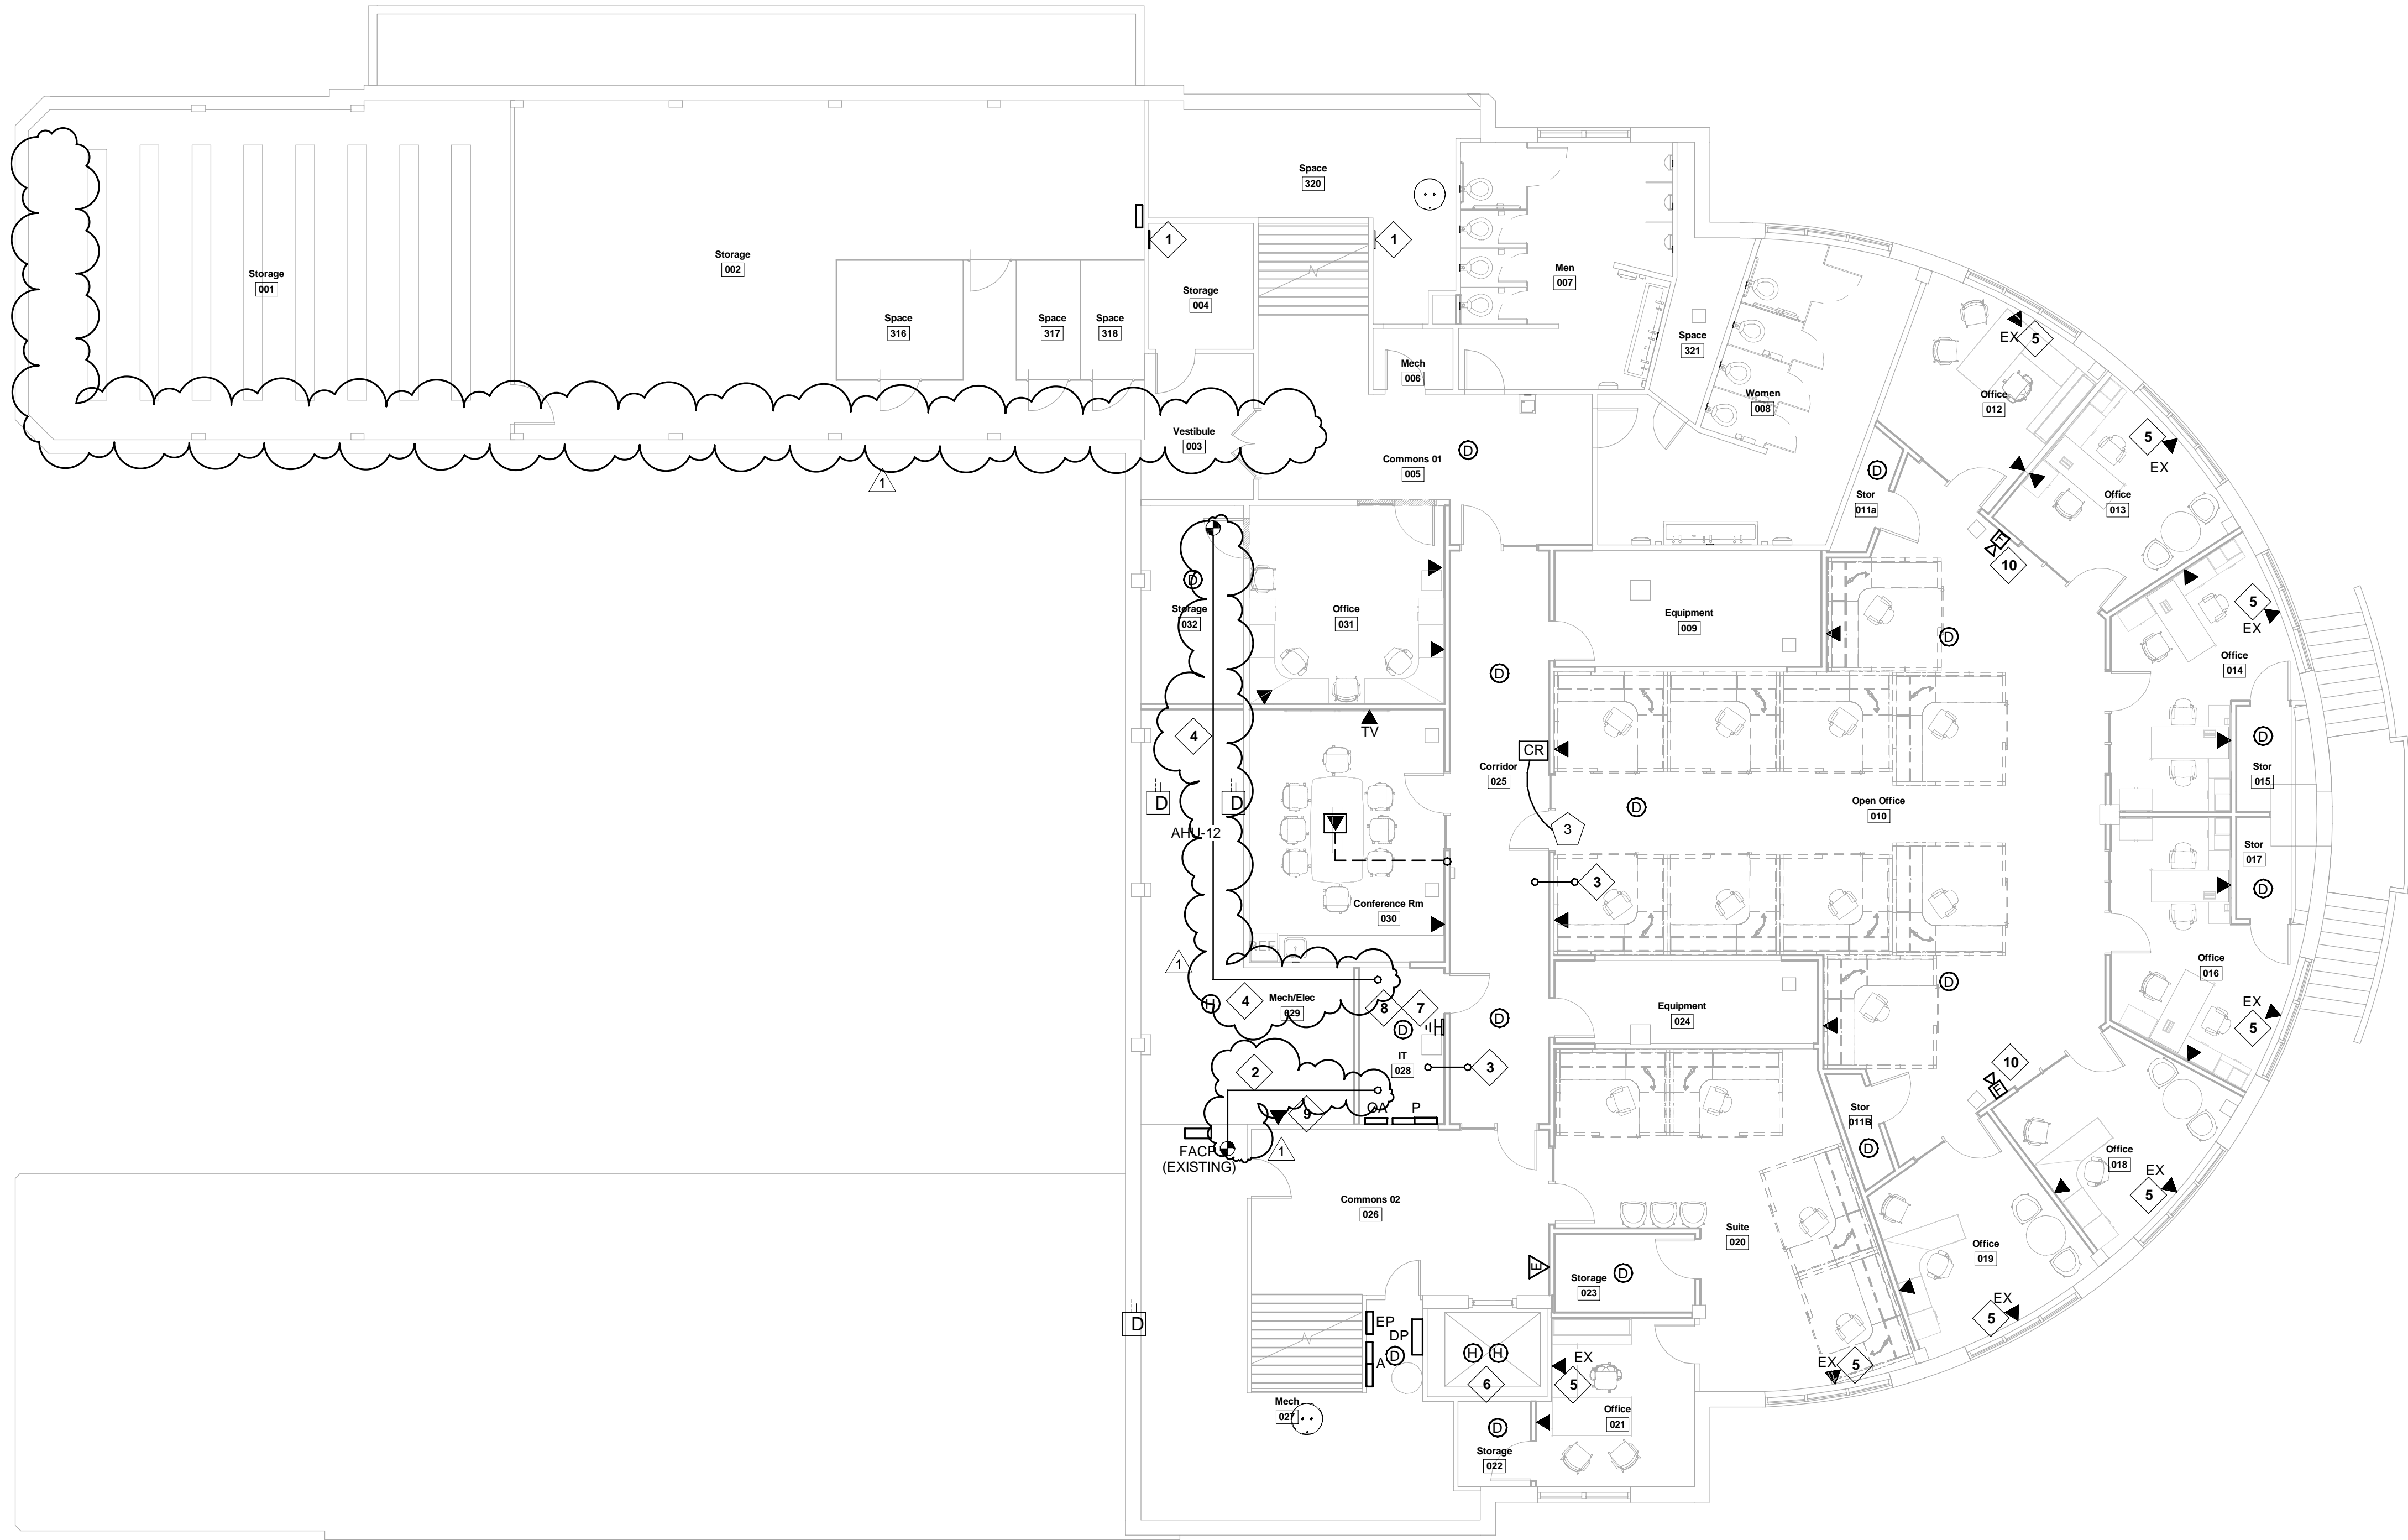 Space
320
1
1
Storage
002
Storage
001
Storage
004
Men
007
Space
316
Space
317
Space
318
Space
321
Mech
006
Women
008
EX
5
Office
012
5
EX
Vestibule
003
Commons 01
005
D
D
1
Stor
011a
Office
013
F
10
D
Storage
032
Office
031
Equipment
009
D
5
EX
Office
014
D
4
TV
CR
Corridor
025
D
Stor
015
D
D
AHU-12
D
Open Office
010
3
Stor
017
D
3
Conference Rm
030
REF
1
Office
016
D
H
4
Mech/Elec
029
8
7
D
H
D
Equipment
024
EX
5
IT
028
3
2
10
F
9
OA
P
Stor
011B
D
FACP
(EXISTING)
1
Office
018
EX
5
Commons 02
026
Suite
020
Office
019
E
Storage
023
D
D
EP
DP
A
D
H
H
6
EX
5
EX
5
EX
5
Mech
027
D
Office
021
Storage
022